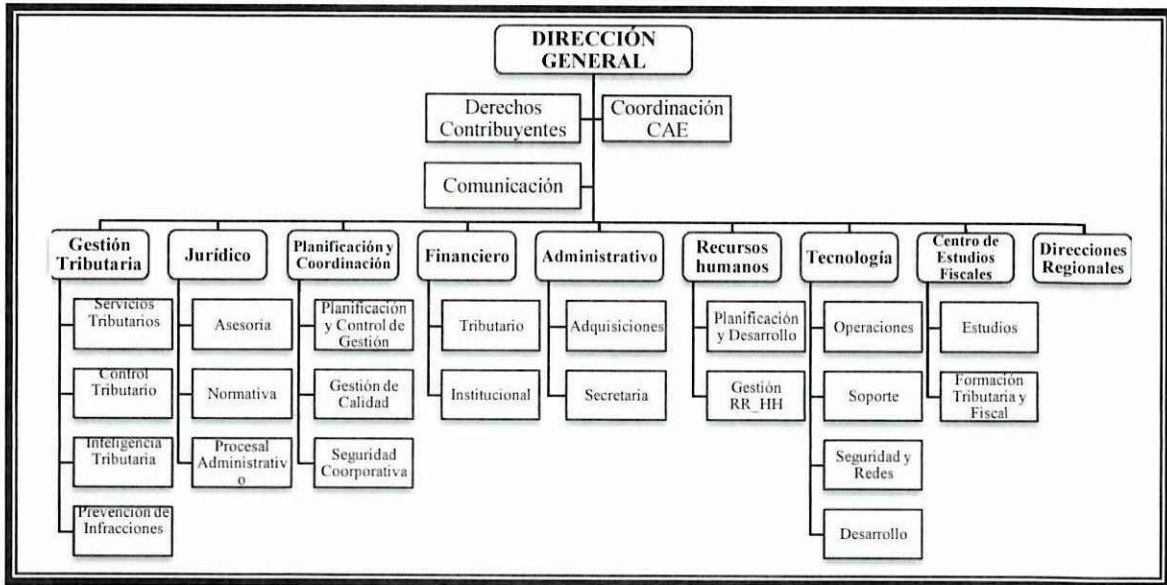 DIRECCIÓN
GENERAL
Derechos
Contribuyentes
Coordinación
CAE
Comunicación
Gestión
Tributaria
Servicios
Tributarios
Control
Tributario
Inteligencia
Tributaria
Prevención de
Infracciones
Jurídico
Asesoría
Normativa
Procesal
Administrativ
o
Planificación y
Coordinación
Planificación
y Control de
Gestión
Gestión de
Calidad
Seguridad
Coorporativa
Financiero
Tributario
Institucional
Administrativo
Adquisiciones
Secretaria
Recursos
humanos
Planificación
y Desarrollo
Gestión
RR_HH
Tecnología
Operaciones
Soporte
Seguridad y
Redes
Desarrollo
Centro de
Estudios
Fiscales
Estudios
Formación
Tributaria y
Fiscal
Direcciones
Regionales